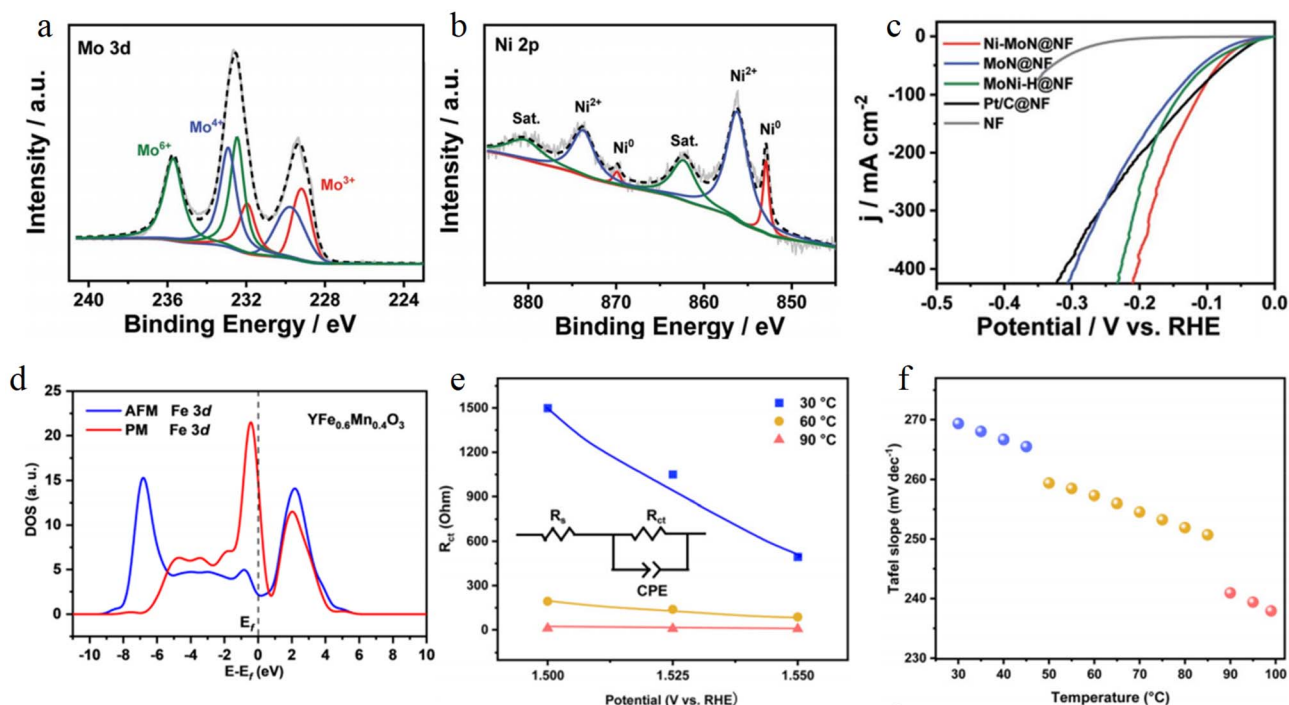 a
Mo 3d
Mo6+
Mo4+
Mo3+
Intensity / a.u.
240 236 232 228 224
Binding Energy / eV
b
Ni 2p
Sat.
Ni2+
Ni0
Sat.
Ni2+
Ni0
Intensity / a.u.
880 870 860 850
Binding Energy / eV
c
Ni-MoN@NF
MoN@NF
MoNi-H@NF
Pt/C@NF
NF
0
-100
-200
-300
-400
j / mA cm-2
-0.5 -0.4 -0.3 -0.2 -0.1 0.0
Potential / V vs. RHE
d
AFM Fe 3d
PM Fe 3d
YFe0.6Mn0.4O3
25
20
15
10
5
0
DOS (a. u.)
Ef
-10 -8 -6 -4 -2 0 2 4 6 8 10
E-Ef (eV)
e
30 °C
60 °C
90 °C
1500
1250
900
650
300
150
0
Rct (Ohm)
Rs
Rct
CPE
1.500 1.525 1.550
Potential (V vs. RHE)
f
270
260
250
240
230
Tafel slope (mV dec-1)
30 40 50 60 70 80 90 100
Temperature (°C)